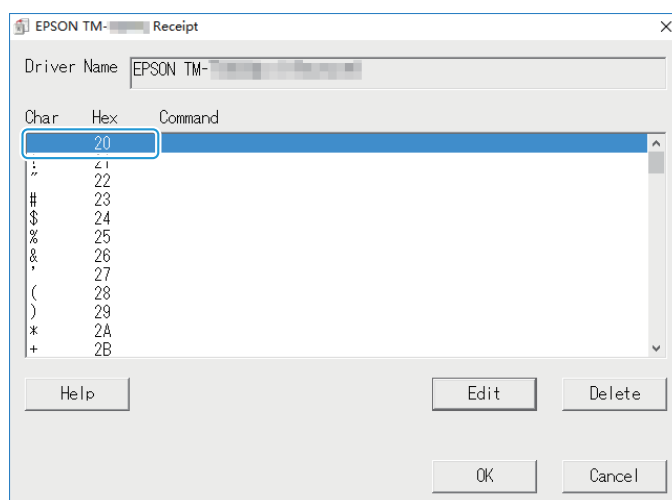 EPSON TM- Receipt
Driver Name EPSON TM-
Char Hex Command
20
! 21
" 22
# 23
$ 24
% 25
& 26
' 27
( 28
) 29
* 2A
+ 2B
Help Edit Delete
OK Cancel